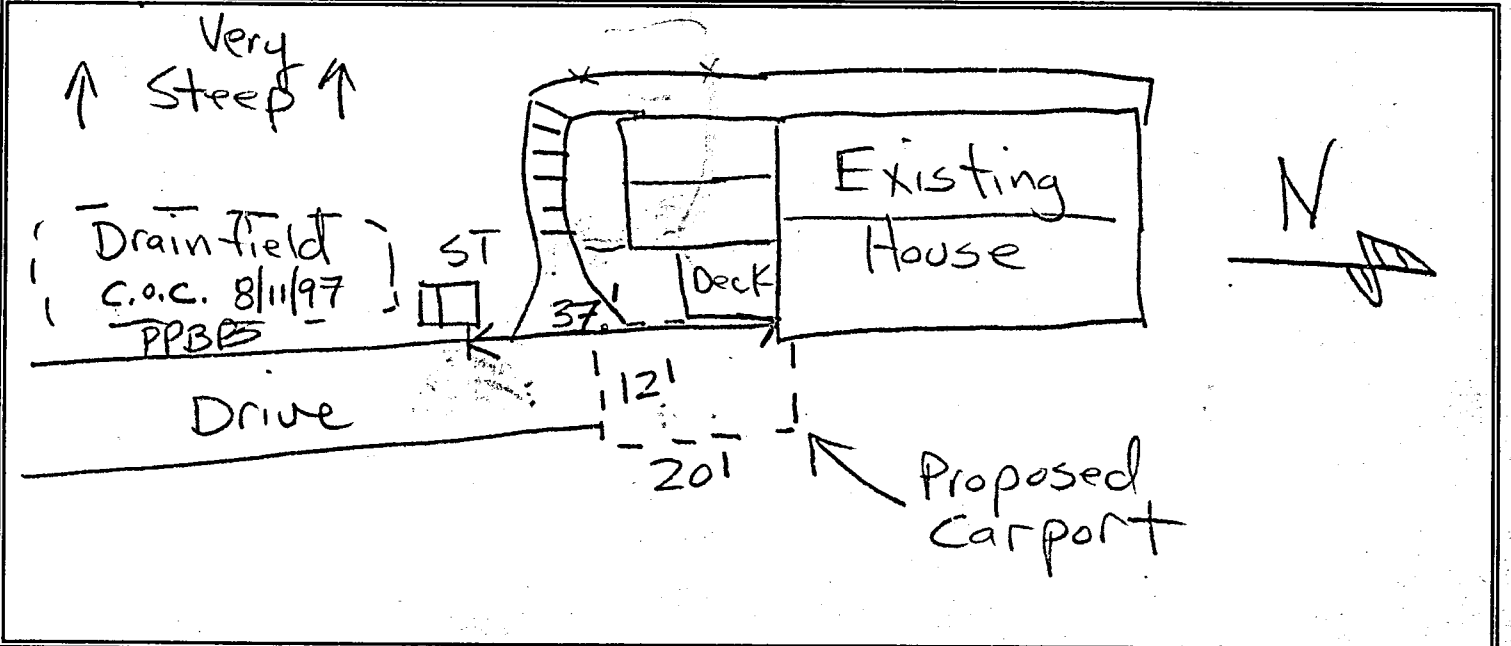 Very
↑ Steep ↑
Existing
House
N
Drainfield
C.O.C. 8/11/97
ST
Deck
37'
12'
Drive
20'
Proposed
Carport